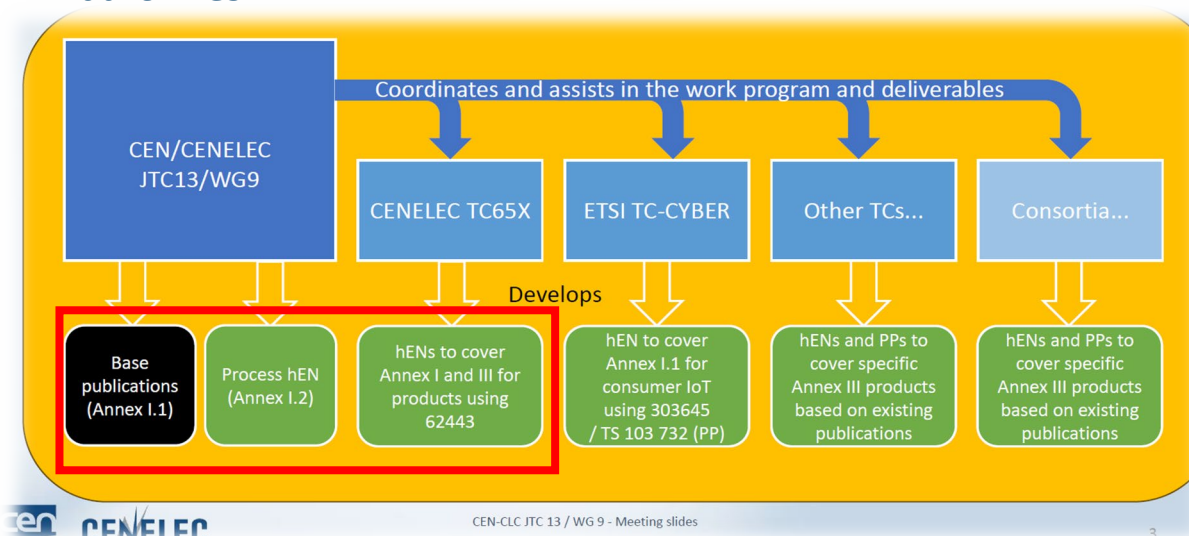 Coordinates and assists in the work program and deliverables
CEN/CENELEC
JTC13/WG9
CENELEC TC65X
ETSI TC-CYBER
Other TCs...
Consortia...
Develops
Base
publications
(Annex I.1)
Process hEN
(Annex I.2)
hENs to cover
Annex I and III for
products using
62443
hEN to cover
Annex I.1 for
consumer IoT
using 303645
/ TS 103 732 (PP)
hENs and PPs to
cover specific
Annex III products
based on existing
publications
hENs and PPs to
cover specific
Annex III products
based on existing
publications
cen
CENELEC
CEN-CLC JTC 13 / WG 9 - Meeting slides
3